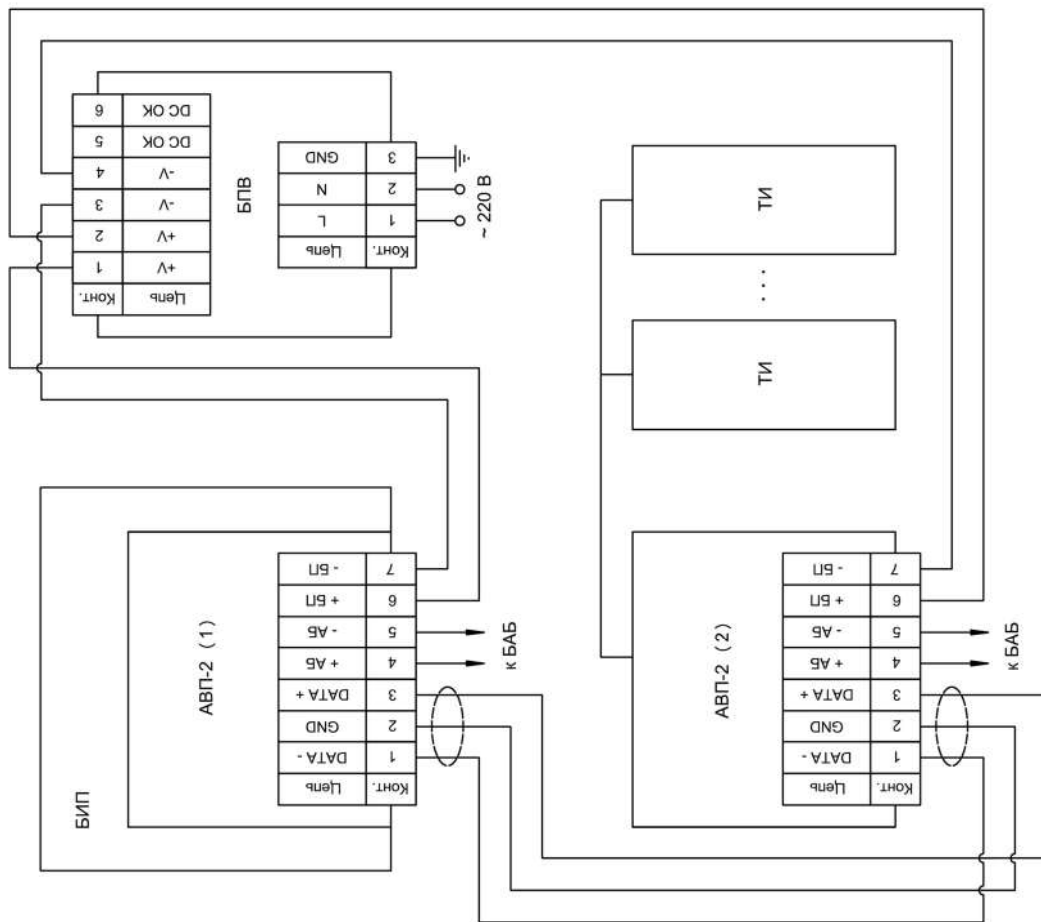 6 DC OK
5 DC OK
4 -V
3 -V
2 +V
1 +V
Конт. Цепь
БПВ
GND 3
N 2
L 1
Цепь Конт.
~ 220 В
ТИ
. . . .
ТИ
БИП
АВП-2 (1)
- БП 7
+ БП 6
- АБ 5
+ АБ 4
DATA + 3
GND 2
DATA - 1
Цепь Конт.
к БАБ
АВП-2 (2)
- БП 7
+ БП 6
- АБ 5
+ АБ 4
DATA + 3
GND 2
DATA - 1
Цепь Конт.
к БАБ